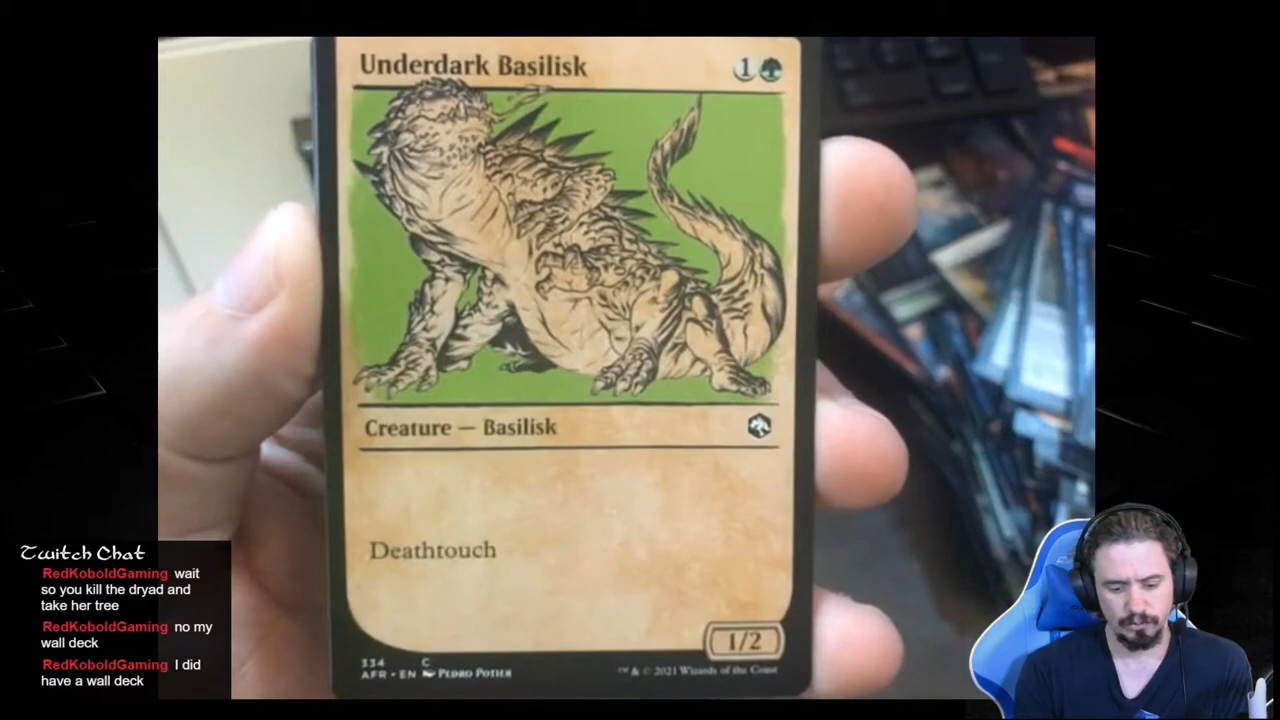 Underdark Basilisk
1
Creature — Basilisk
Deathtouch
1/2
334 C
AFR • EN PEDRO POTIER
™ & © 2021 Wizards of the Coast
Twitch Chat
RedKoboldGaming wait
so you kill the dryad and
take her tree
RedKoboldGaming no my
wall deck
RedKoboldGaming I did
have a wall deck